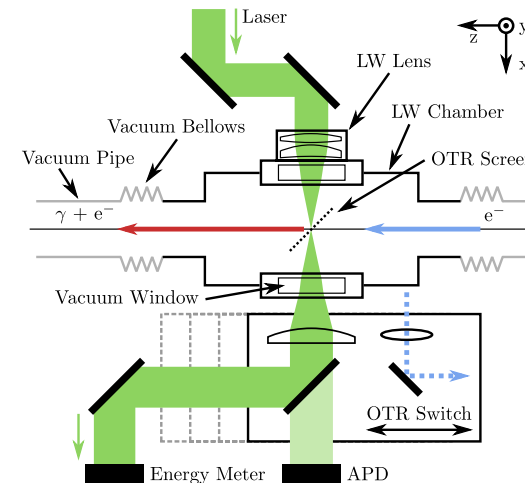 Laser
y
z
x
LW Lens
LW Chamber
Vacuum Bellows
OTR Screen
Vacuum Pipe
γ + e⁻
e⁻
Vacuum Window
OTR Switch
Energy Meter
APD